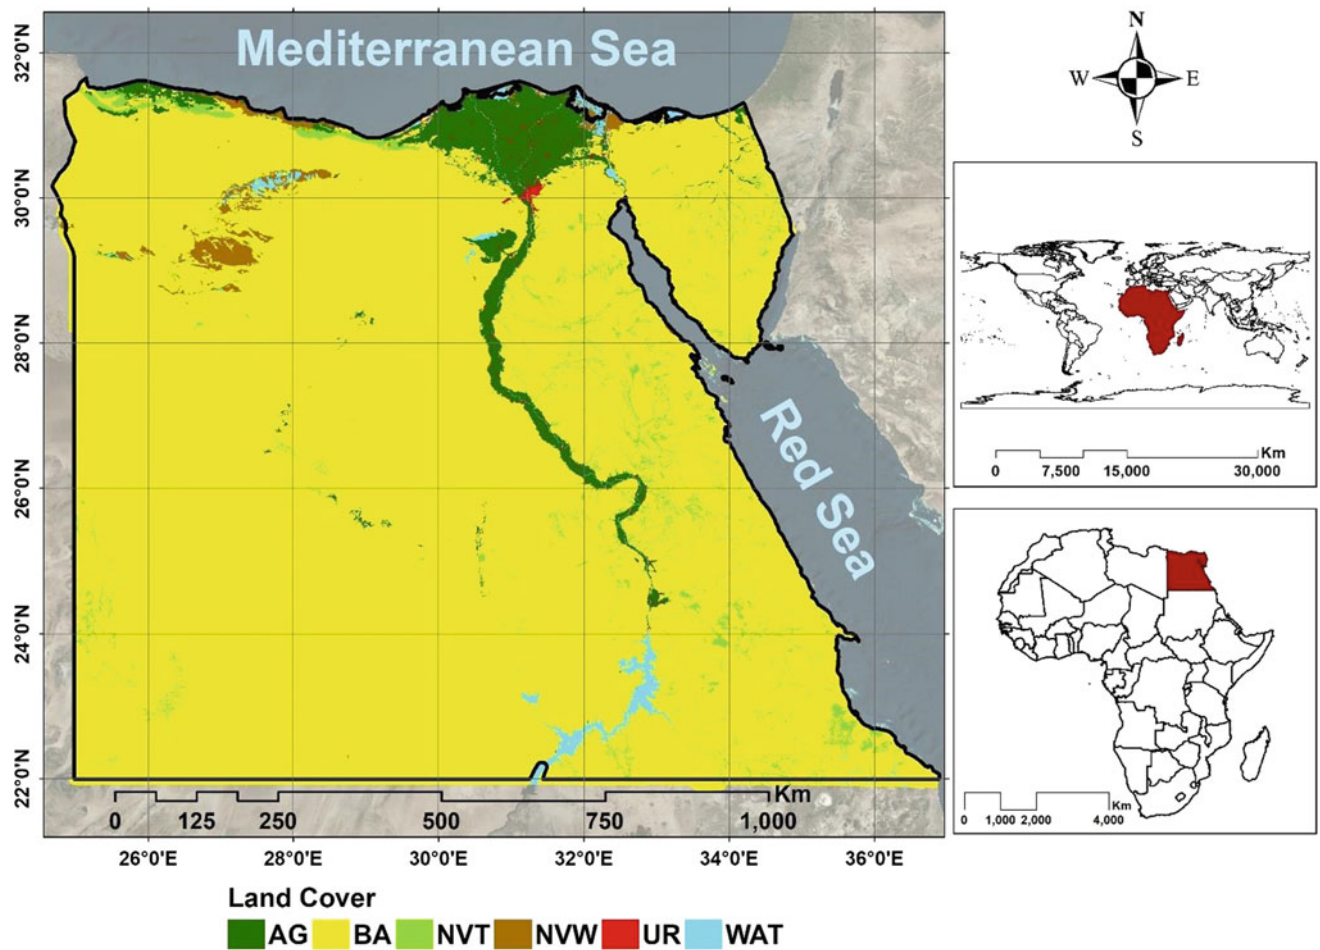 Mediterranean Sea
Red Sea
32°0'N
30°0'N
28°0'N
26°0'N
24°0'N
22°0'N
0 125 250 500 750 1,000
Km
26°0'E 28°0'E 30°0'E 32°0'E 34°0'E 36°0'E
Land Cover
AG BA NVT NVW UR WAT
N
W E
S
Km
0 7,500 15,000 30,000
Km
0 1,000 2,000 4,000